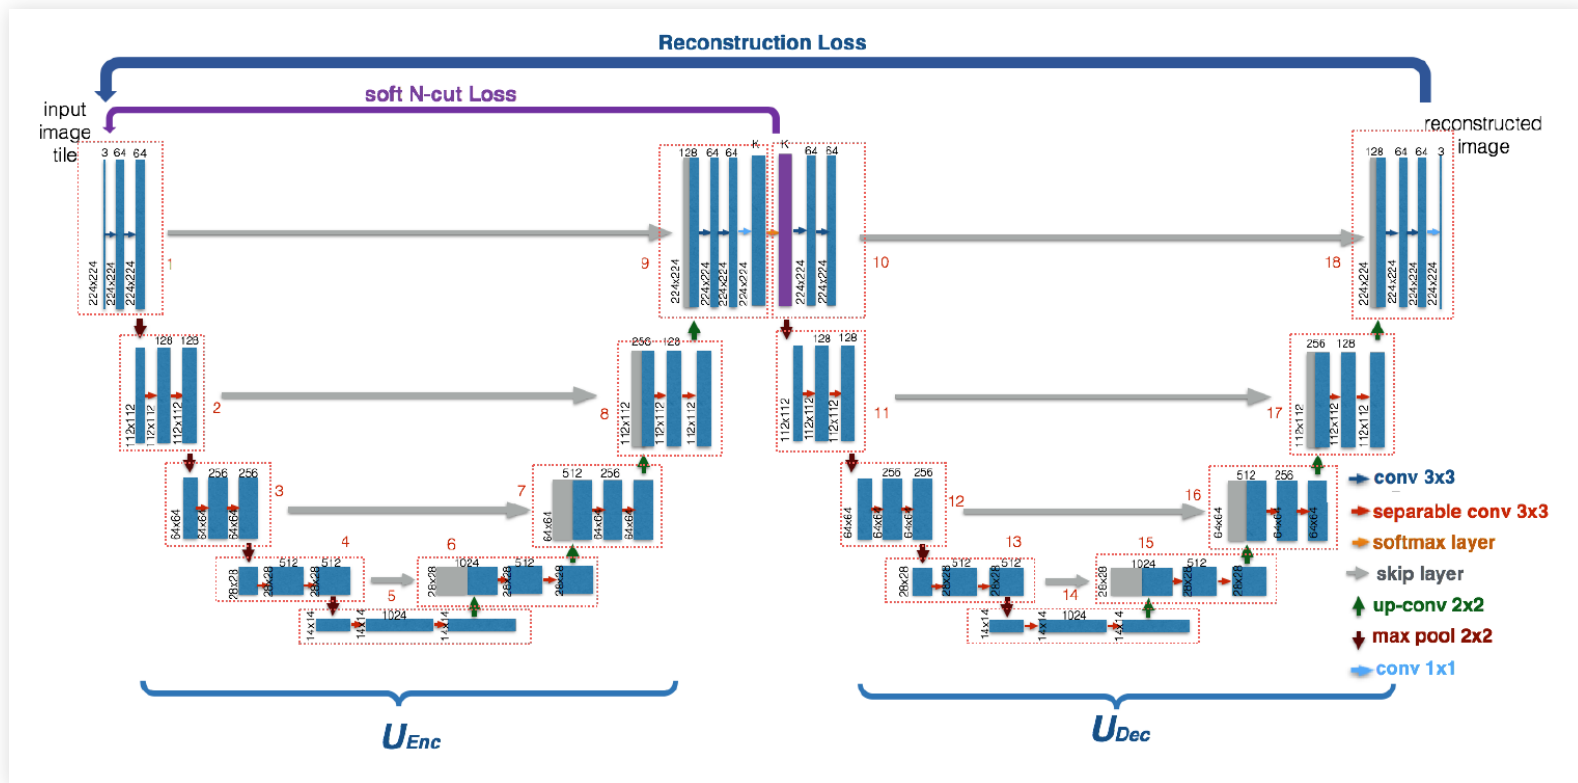 Reconstruction Loss
soft N-cut Loss
input
image
tile
reconstructed
image
3 64 64
224x224 224x224 224x224
1
128 128
112x112 112x112 112x112
2
256 256
64x64 64x64 64x64
3
512 512
28x28 28x28 28x28
4
1024
14x14 14x14 14x14
5
1024 512
28x28 28x28 28x28
6
512 256
64x64 64x64 64x64
7
256 128
112x112 112x112 112x112
8
128 64 64 K
224x224 224x224 224x224 224x224
9
K 64 64
224x224 224x224
10
128 128
112x112 112x112 112x112
11
256 256
64x64 64x64 64x64
12
512 512
28x28 28x28 28x28
13
1024
14x14 14x14 14x14
14
1024 512
28x28 28x28 28x28
15
512 256
64x64 64x64 64x64
16
256 128
112x112 112x112 112x112
17
128 64 64 3
224x224 224x224 224x224 224x224
18
conv 3x3
separable conv 3x3
softmax layer
skip layer
up-conv 2x2
max pool 2x2
conv 1x1
U Enc
U Dec